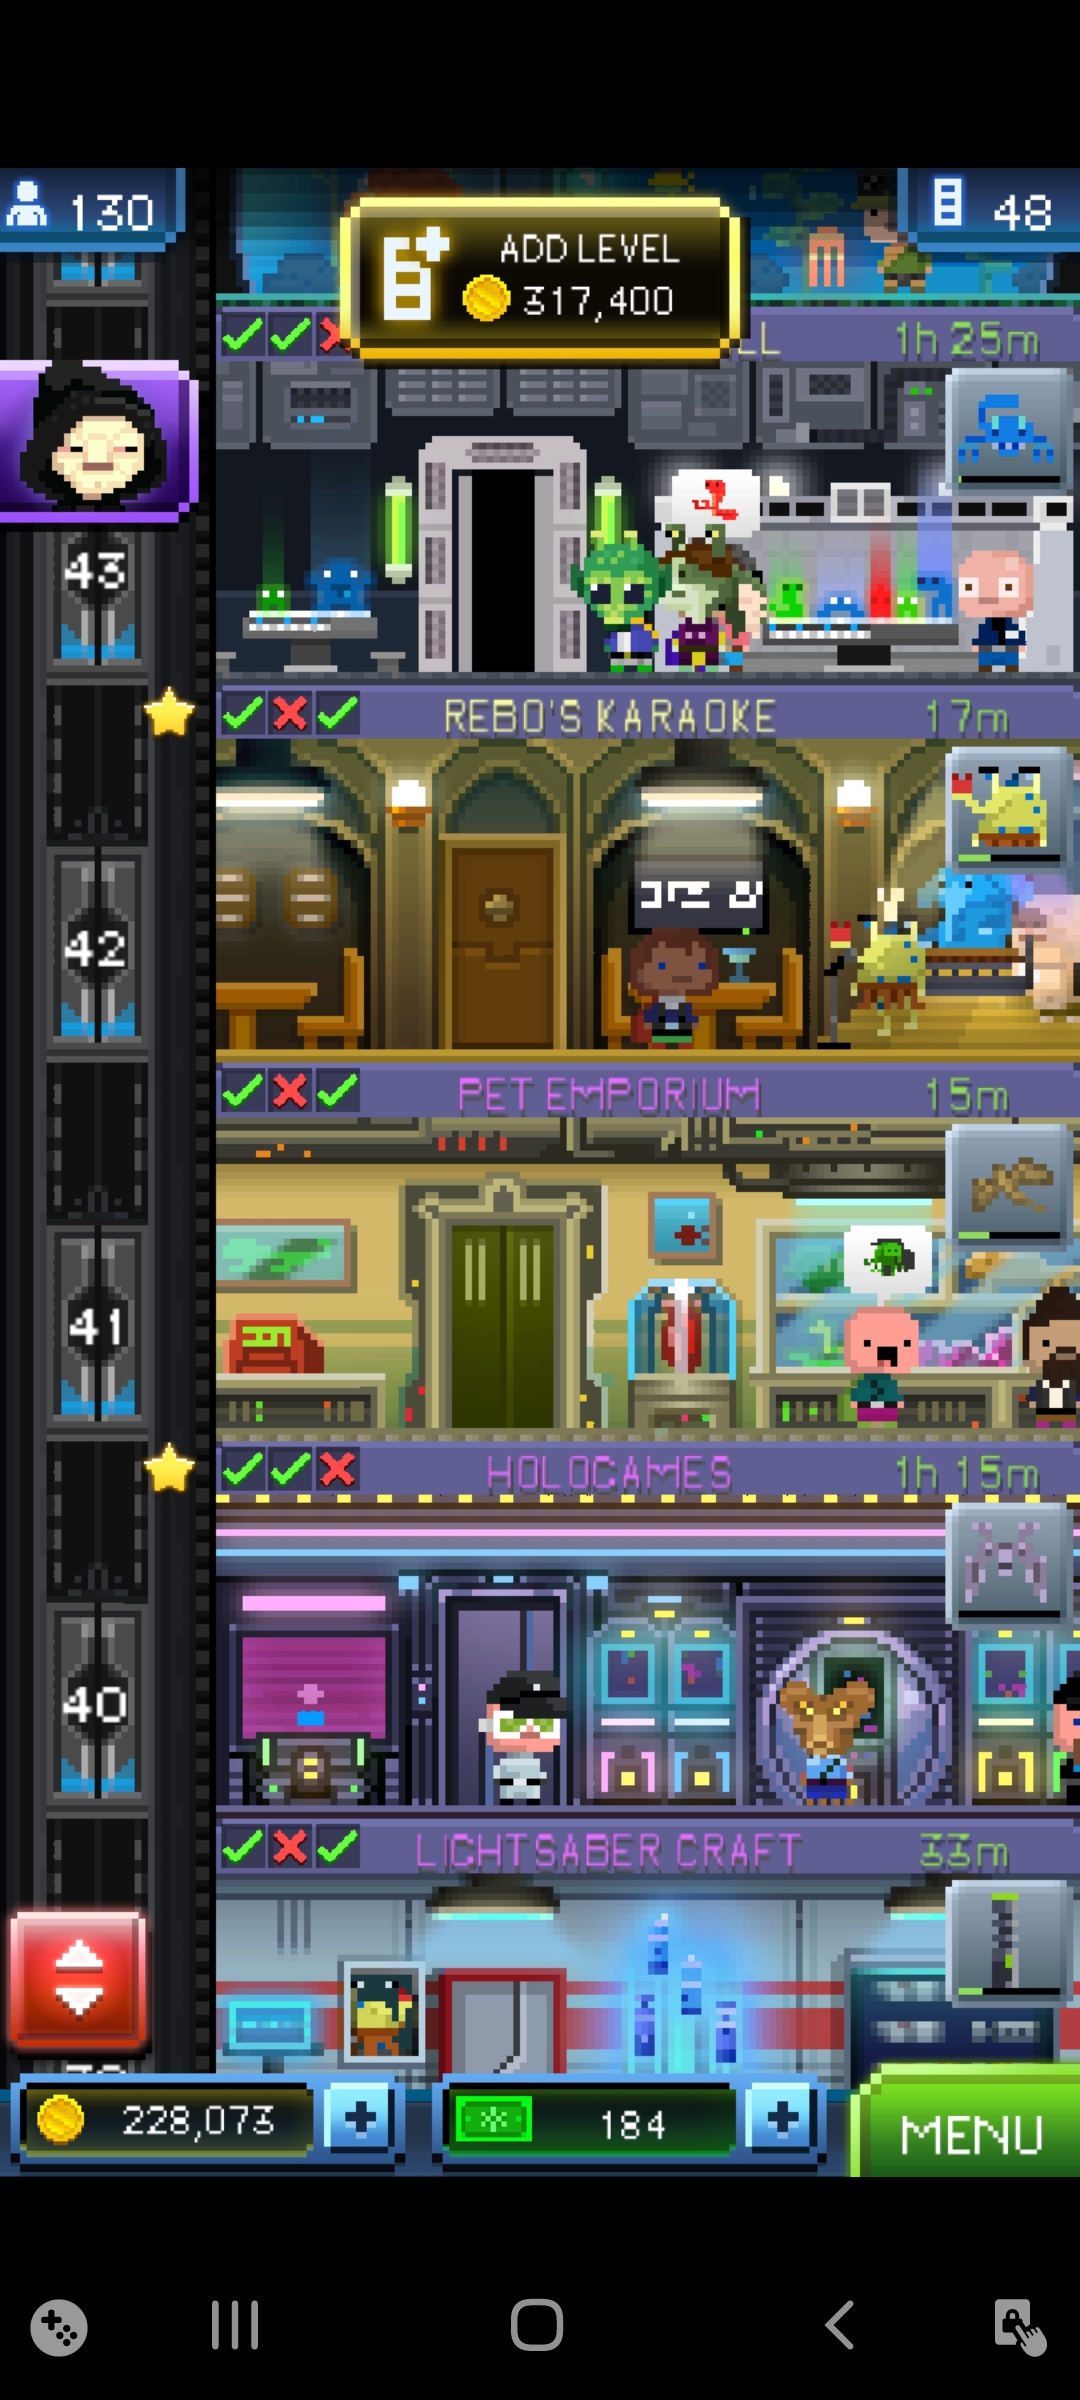 130
ADD LEVEL
317,400
48
LL
1h 25m
43
REBO'S KARAOKE
17m
42
PET EMPORIUM
15m
41
HOLOGAMES
1h 15m
40
LIGHTSABER CRAFT
33m
228,073
184
MENU